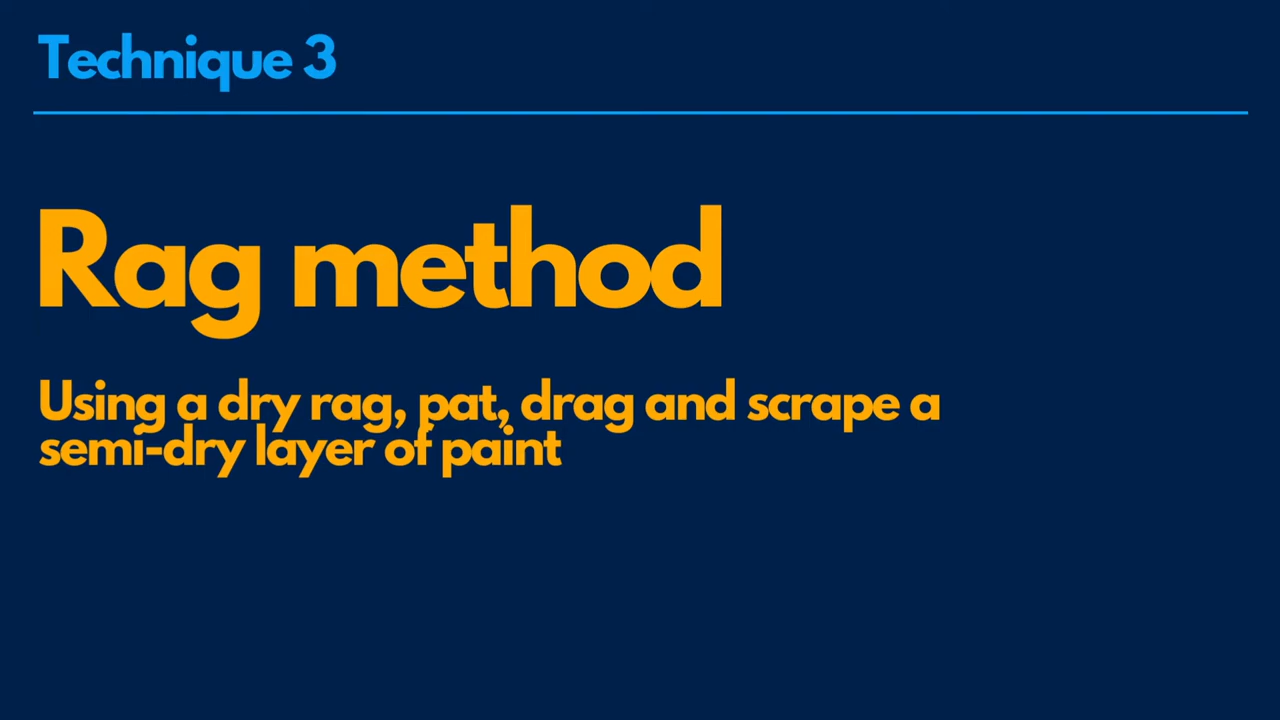 Technique 3
Rag method
Using a dry rag, pat, drag and scrape a
semi-dry layer of paint